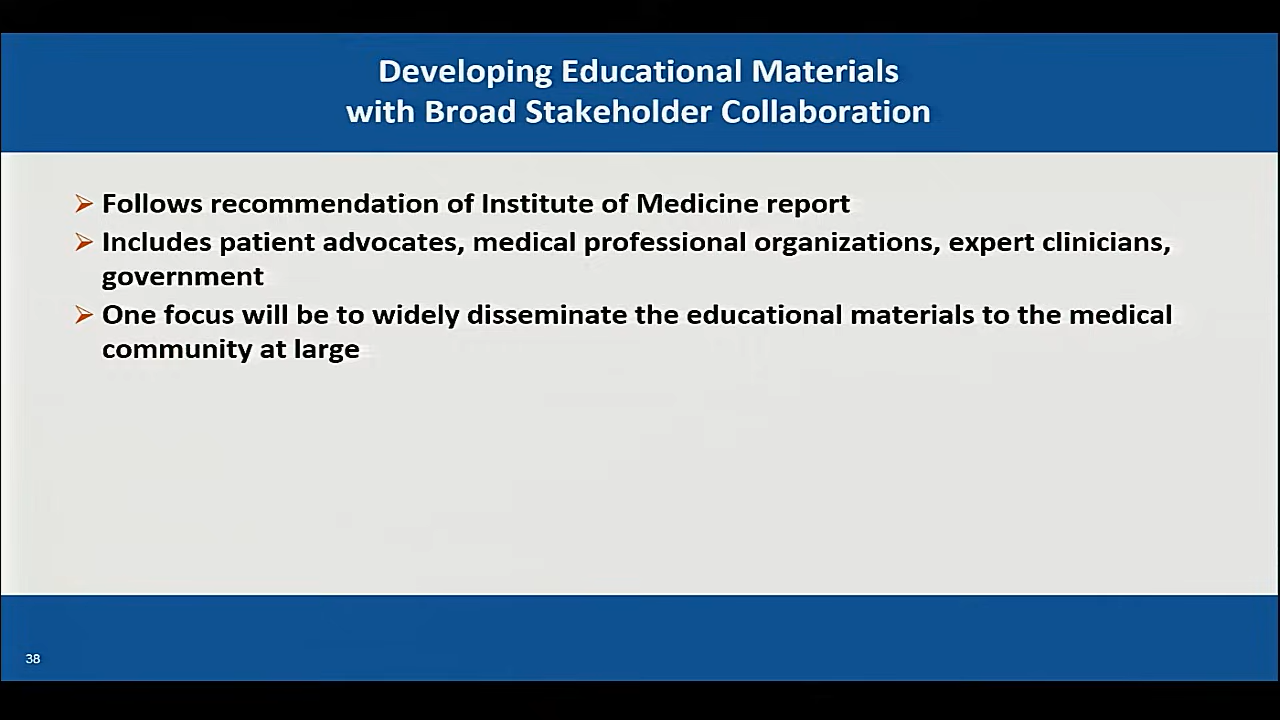 Developing Educational Materials
with Broad Stakeholder Collaboration
Follows recommendation of Institute of Medicine report
Includes patient advocates, medical professional organizations, expert clinicians,
government
One focus will be to widely disseminate the educational materials to the medical
community at large
38